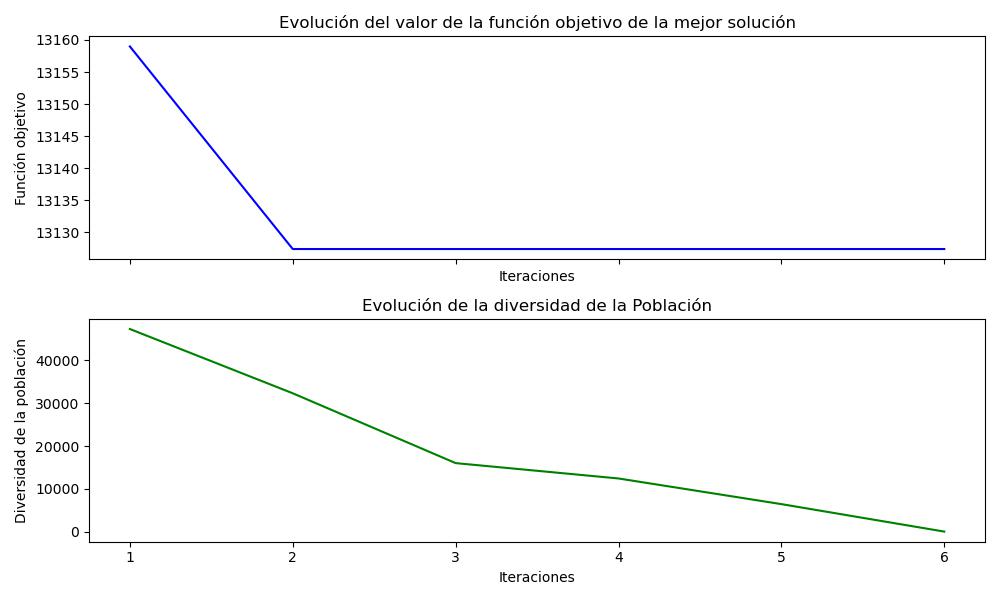 Evolución del valor de la función objetivo de la mejor solución
13160
13155
13150
13145
13140
13135
13130
Función objetivo
Iteraciones
Evolución de la diversidad de la Población
40000
30000
20000
10000
0
Diversidad de la población
1 2 3 4 5 6
Iteraciones